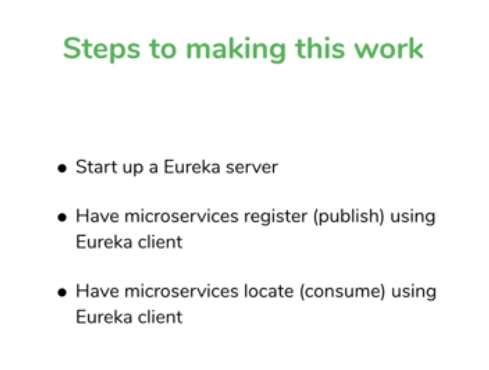 Steps to making this work
● Start up a Eureka server
● Have microservices register (publish) using
Eureka client
● Have microservices locate (consume) using
Eureka client